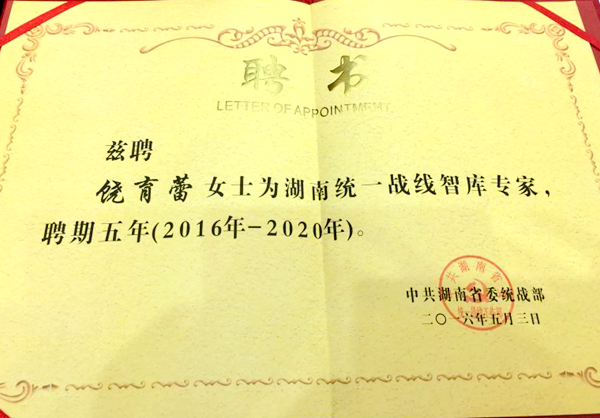 聘书
LETTER OF APPOINTMENT
兹聘
饶育蕾女士为湖南统一战线智库专家，
聘期五年(2016年-2020年)。
中共湖南省委统战部
二〇一六年五月三日